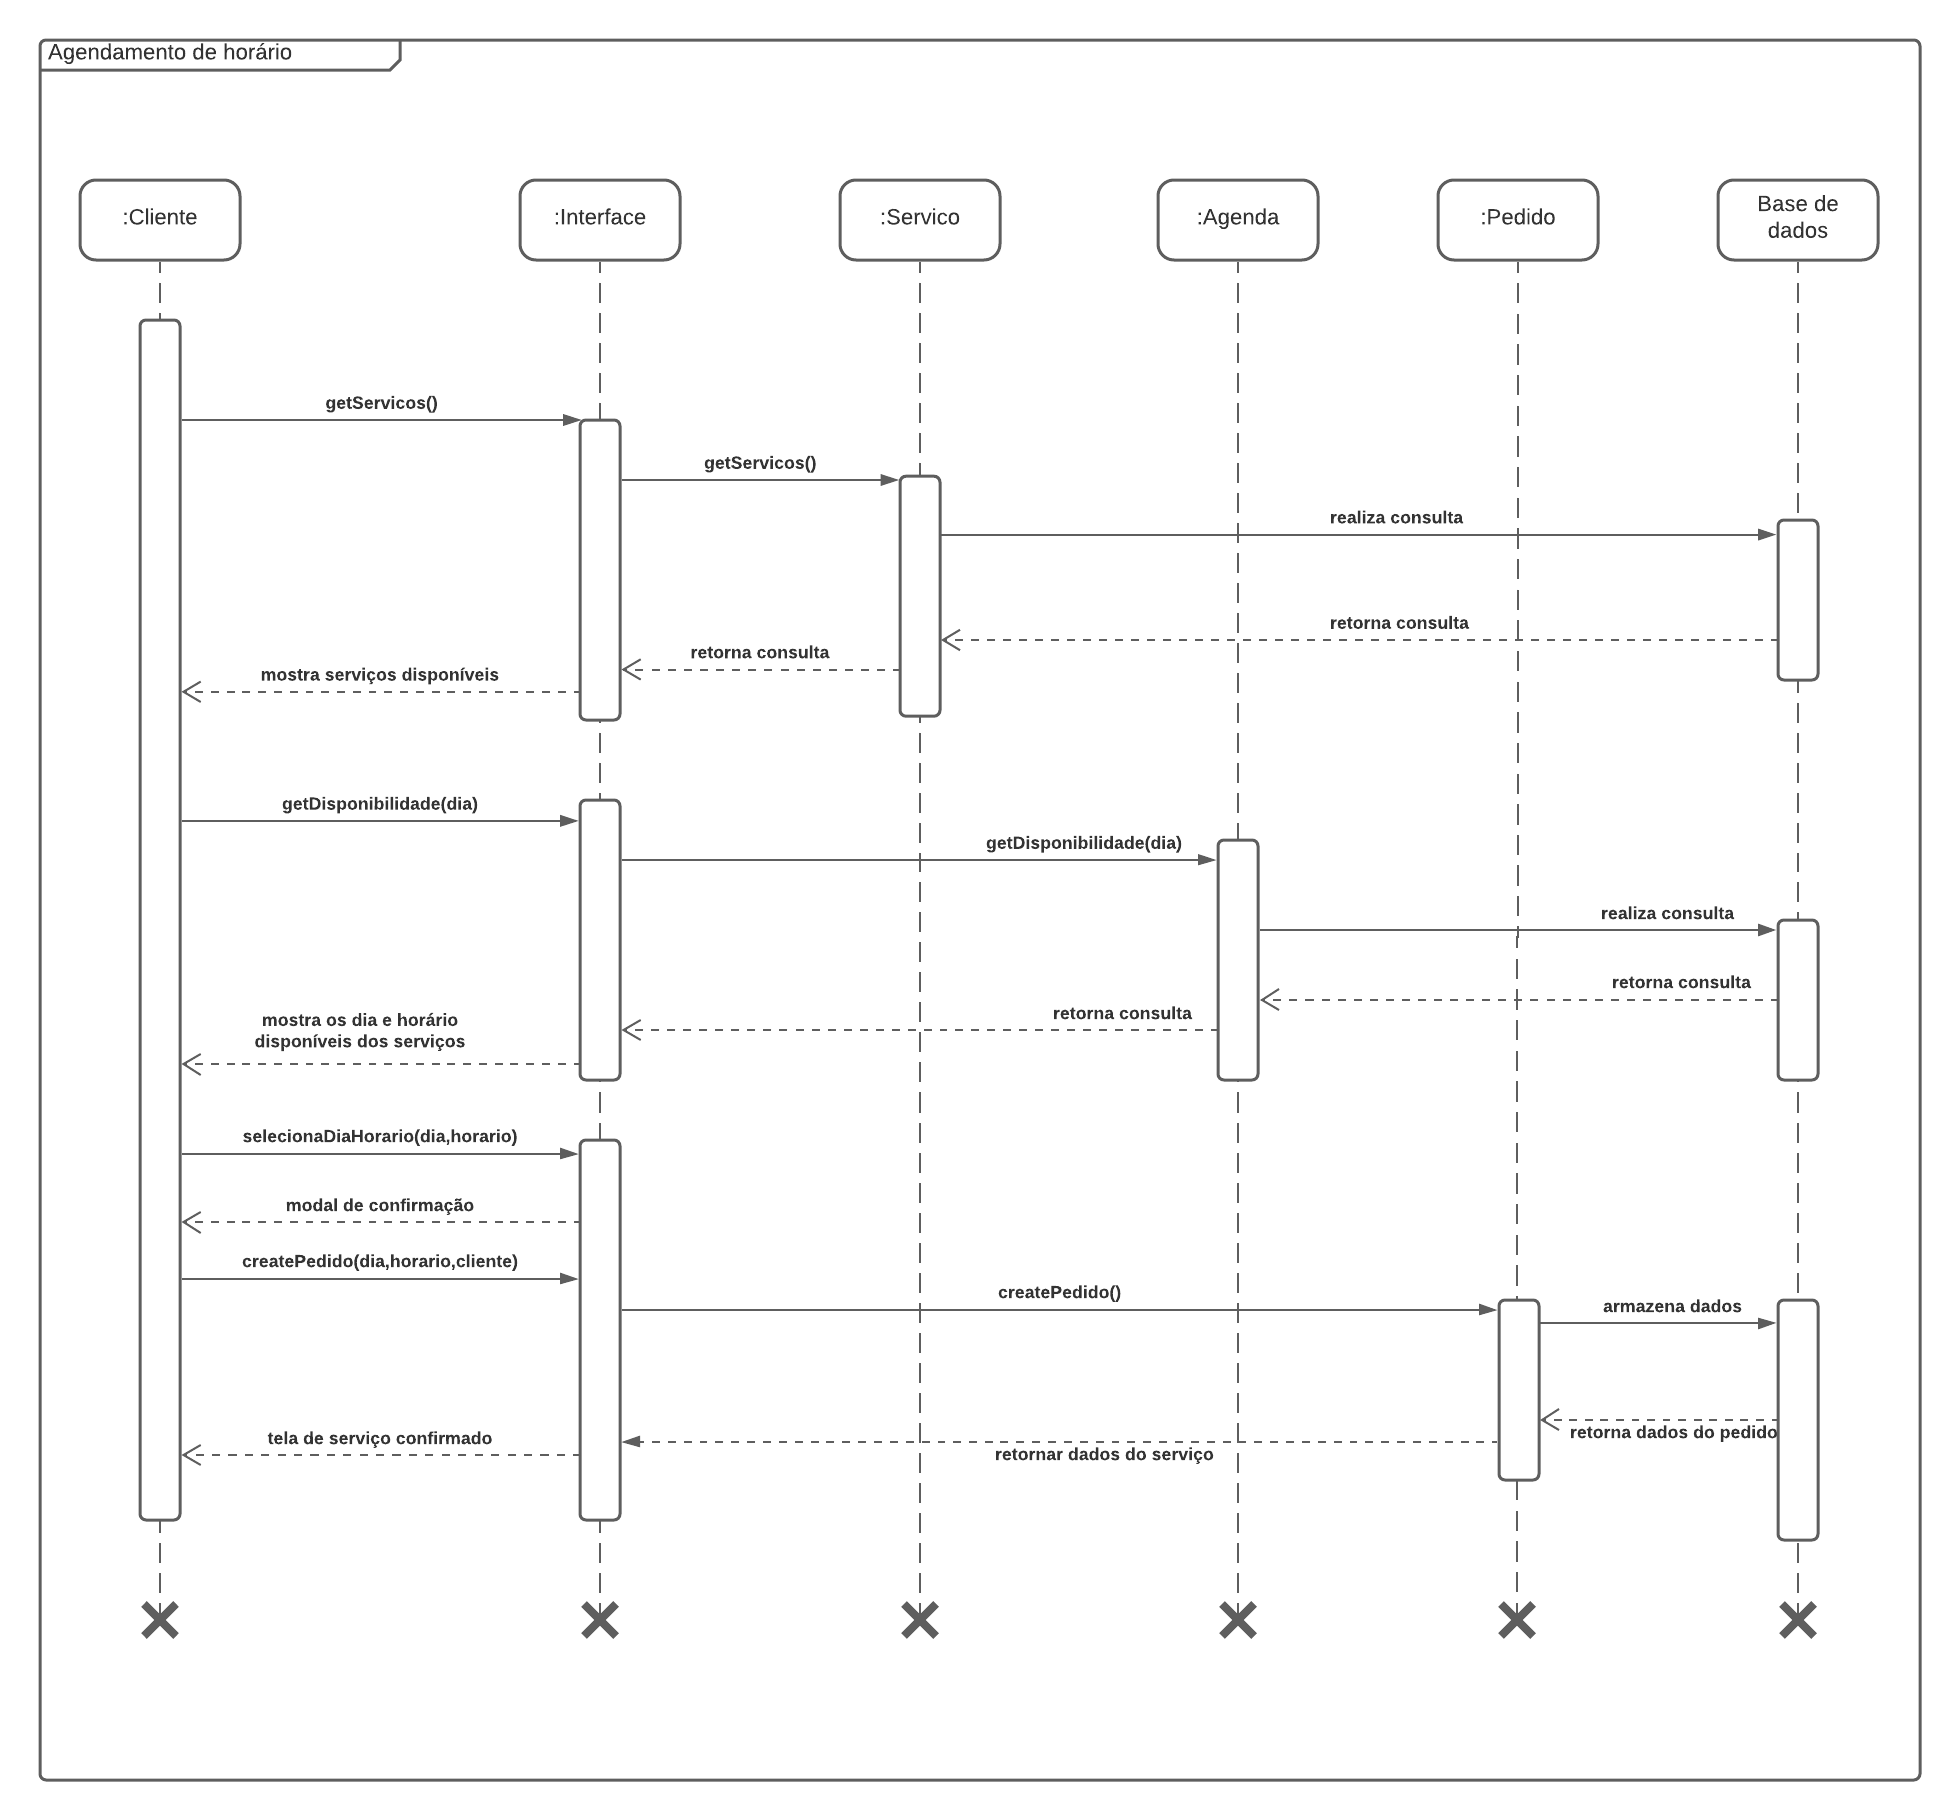 Agendamento de horário
:Cliente
:Interface
:Servico
:Agenda
:Pedido
Base de
dados
getServicos()
getServicos()
realiza consulta
retorna consulta
retorna consulta
mostra serviços disponíveis
getDisponibilidade(dia)
getDisponibilidade(dia)
realiza consulta
retorna consulta
retorna consulta
mostra os dia e horário
disponíveis dos serviços
selecionaDiaHorario(dia,horario)
modal de confirmação
createPedido(dia,horario,cliente)
createPedido()
armazena dados
retorna dados do pedido
tela de serviço confirmado
retornar dados do serviço